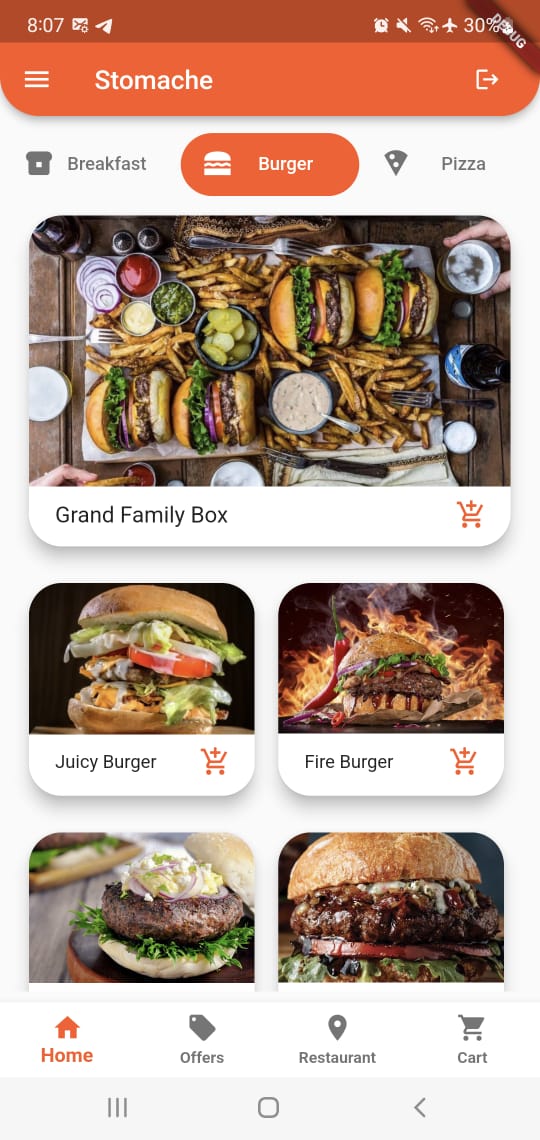 8:07 30%
DEBUG
Stomache
Breakfast Burger Pizza
Grand Family Box
Juicy Burger Fire Burger
Home Offers Restaurant Cart